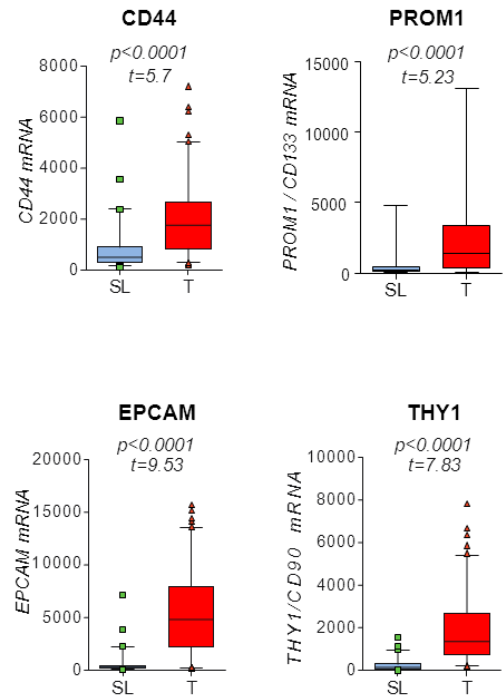 CD44
p<0.0001
t=5.7
CD44 mRNA
8000
6000
4000
2000
0
SL T
PROM1
p<0.0001
t=5.23
PROM1 / CD133 mRNA
15000
10000
5000
0
SL T
EPCAM
p<0.0001
t=9.53
EPCAM mRNA
20000
15000
10000
5000
0
SL T
THY1
p<0.0001
t=7.83
THY1/CD90 mRNA
10000
8000
6000
4000
2000
0
SL T